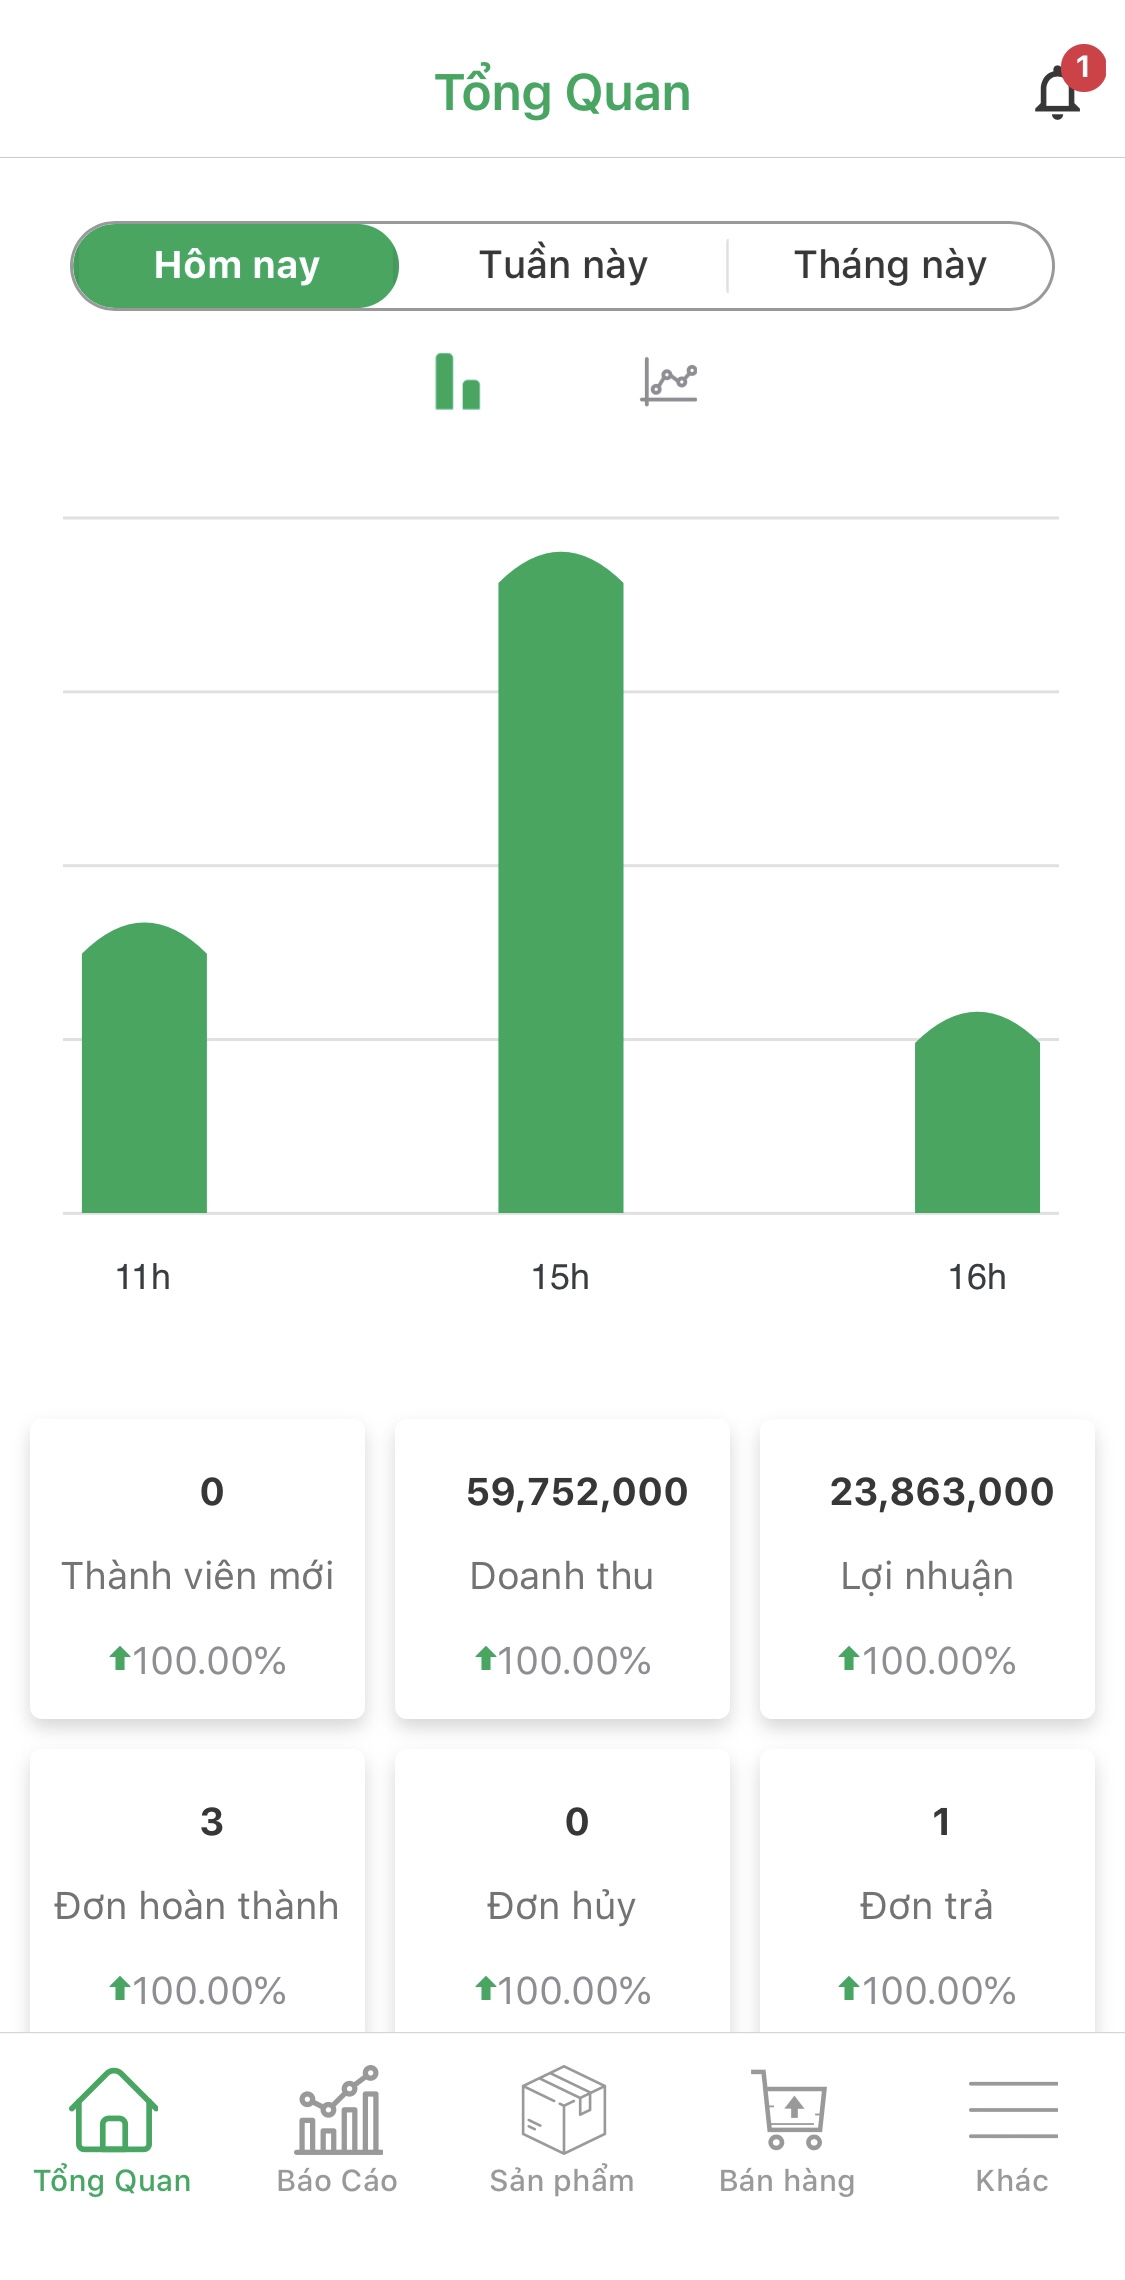 Tổng Quan
1
Hôm nay
Tuần này
Tháng này
11h
15h
16h
0
59,752,000
23,863,000
Thành viên mới
Doanh thu
Lợi nhuận
100.00%
100.00%
100.00%
3
0
1
Đơn hoàn thành
Đơn hủy
Đơn trả
100.00%
100.00%
100.00%
Tổng Quan
Báo Cáo
Sản phẩm
Bán hàng
Khác